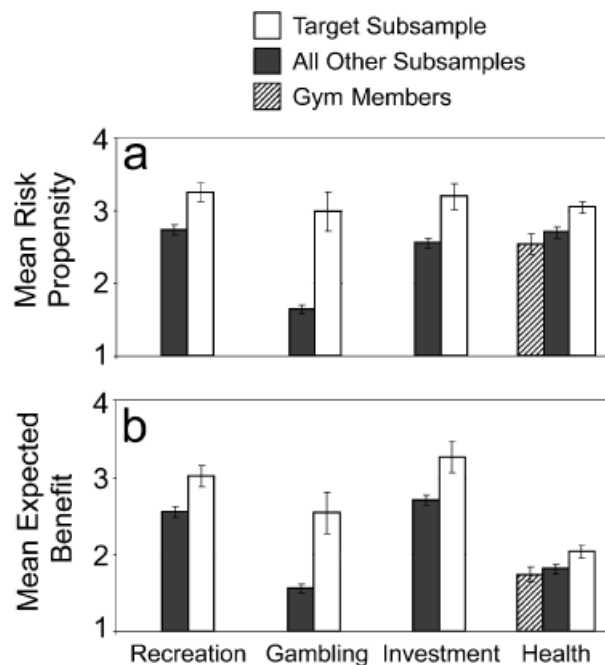 Target Subsample
All Other Subsamples
Gym Members
a
Mean Risk
Propensity
4
3
2
1
b
Mean Expected
Benefit
4
3
2
1
Recreation Gambling Investment Health